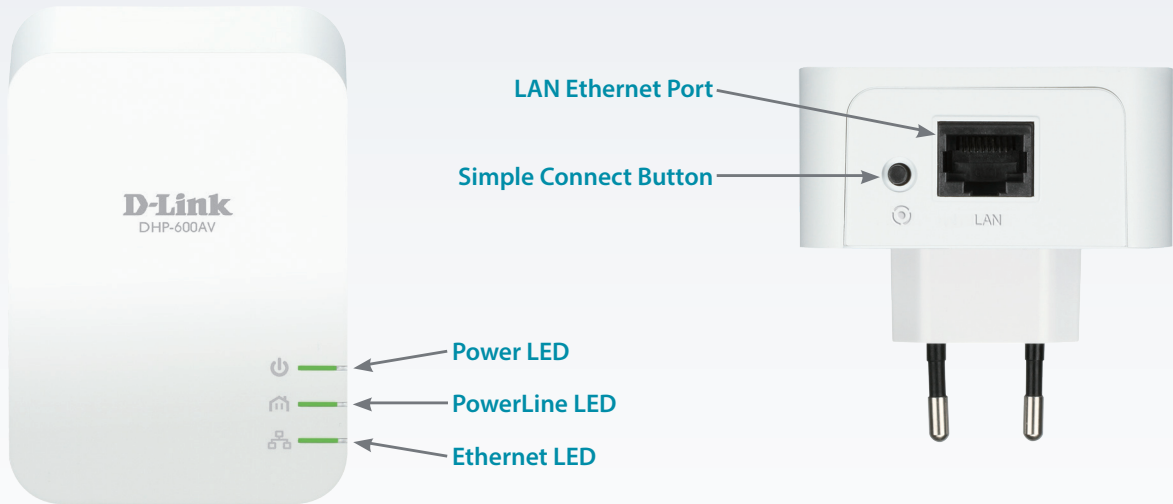 D-Link
DHP-600AV
LAN Ethernet Port
Simple Connect Button
LAN
Power LED
PowerLine LED
Ethernet LED